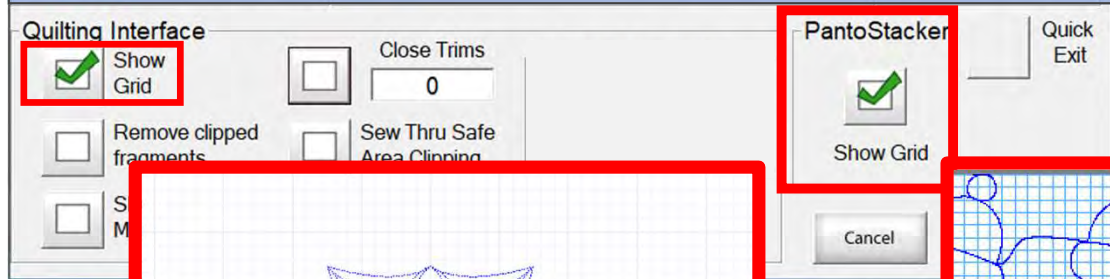 Quilting Interface
Show
Grid
Close Trims
0
Remove clipped
fragments
Sew Thru Safe
Area Clipping
PantoStacker
Show Grid
Quick
Exit
Cancel